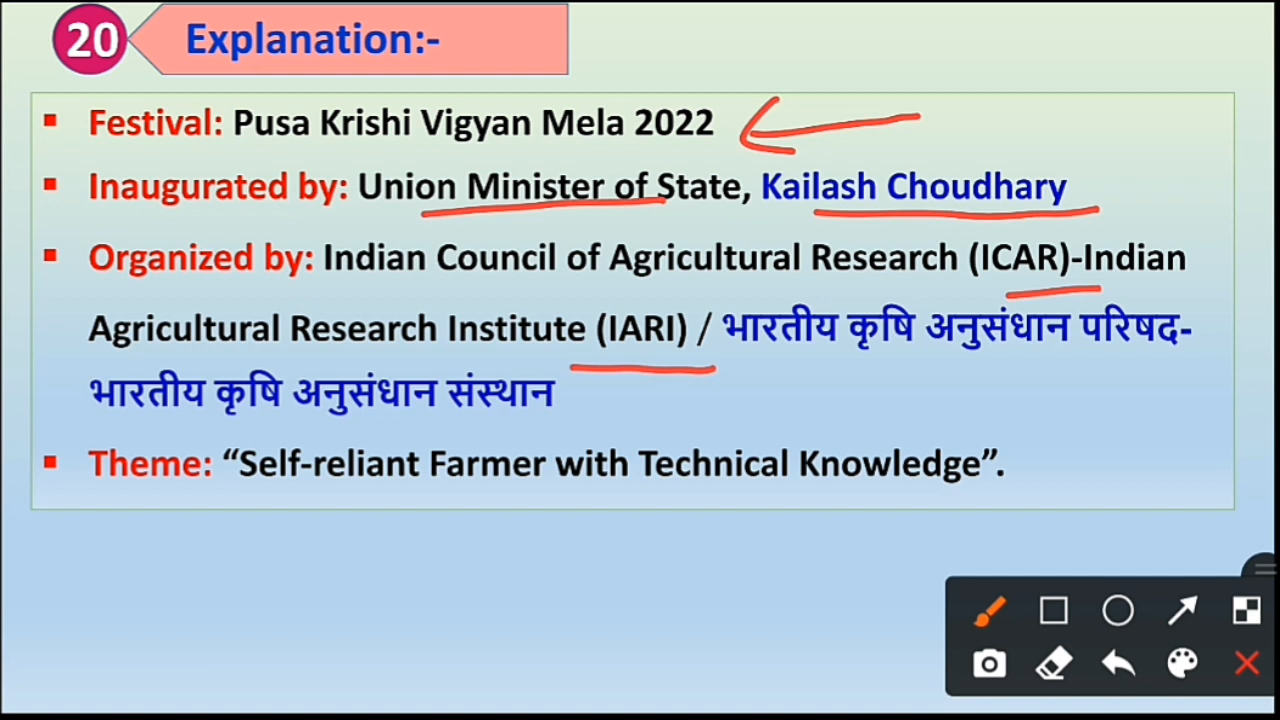 20 Explanation:-
▪ Festival: Pusa Krishi Vigyan Mela 2022
▪ Inaugurated by: Union Minister of State, Kailash Choudhary
▪ Organized by: Indian Council of Agricultural Research (ICAR)-Indian
Agricultural Research Institute (IARI) / भारतीय कृषि अनुसंधान परिषद-
भारतीय कृषि अनुसंधान संस्थान
▪ Theme: “Self-reliant Farmer with Technical Knowledge”.